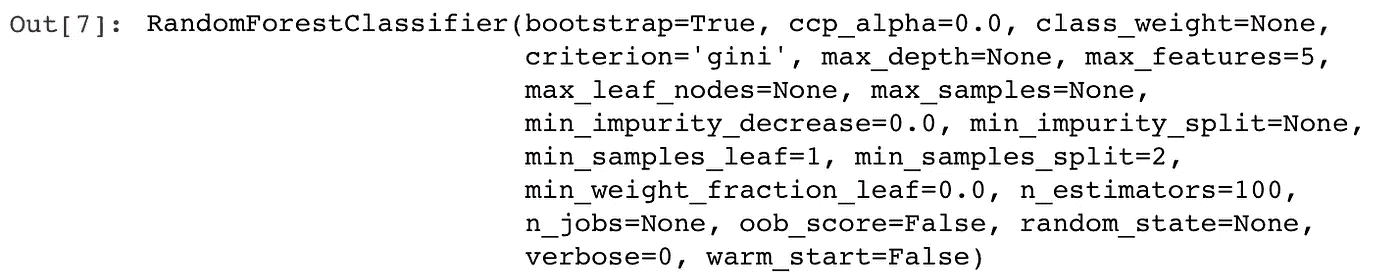 Out[7]: RandomForestClassifier(bootstrap=True, ccp_alpha=0.0, class_weight=None,
criterion='gini', max_depth=None, max_features=5,
max_leaf_nodes=None, max_samples=None,
min_impurity_decrease=0.0, min_impurity_split=None,
min_samples_leaf=1, min_samples_split=2,
min_weight_fraction_leaf=0.0, n_estimators=100,
n_jobs=None, oob_score=False, random_state=None,
verbose=0, warm_start=False)